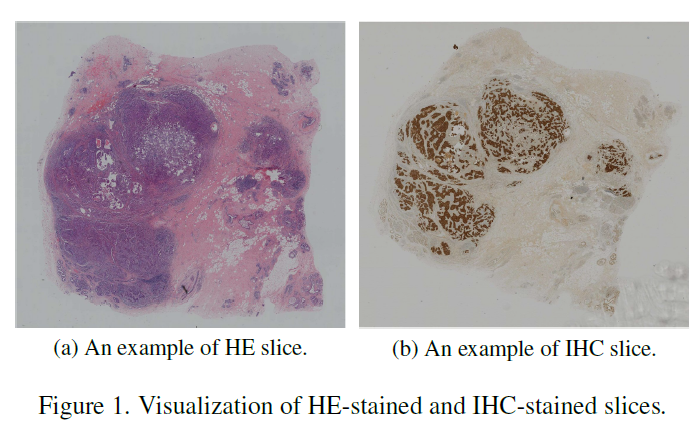 (a) An example of HE slice.
(b) An example of IHC slice.
Figure 1. Visualization of HE-stained and IHC-stained slices.